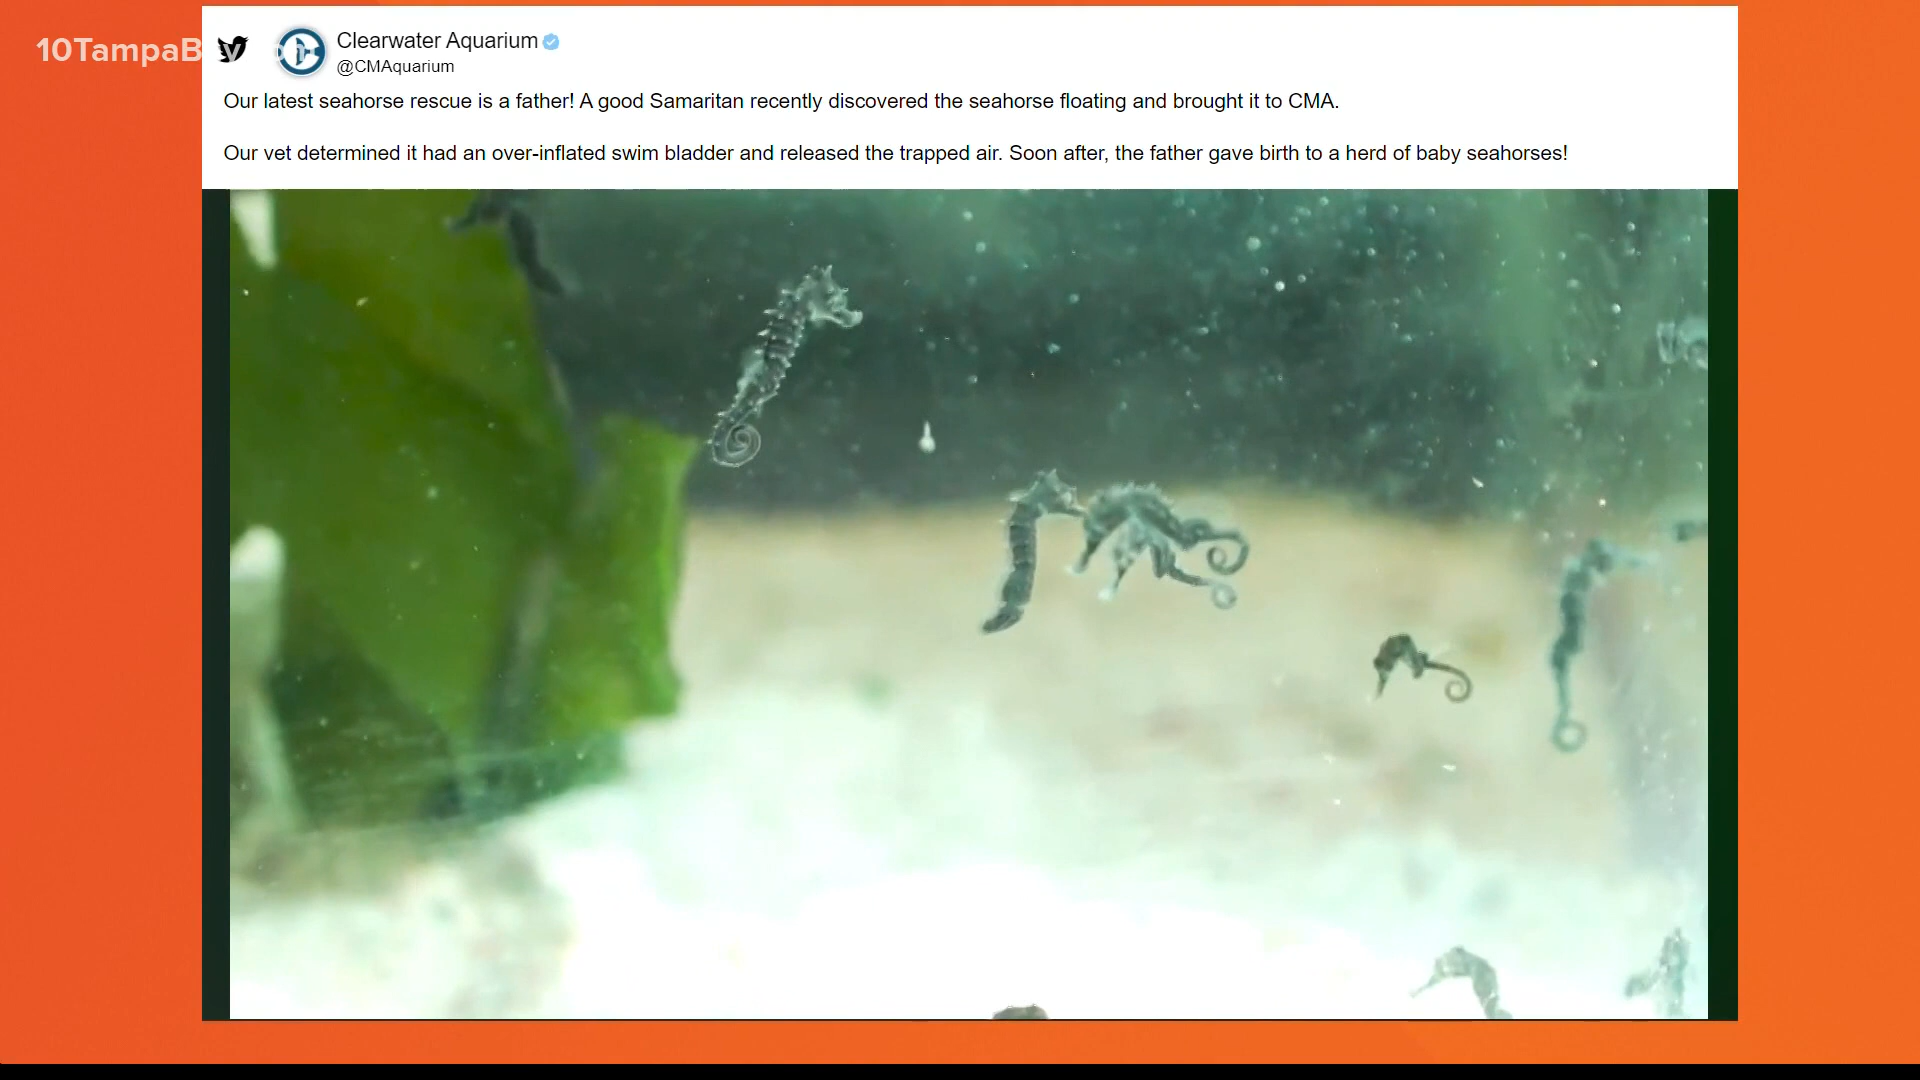 10TampaBay.com
Clearwater Aquarium
@CMAquarium
Our latest seahorse rescue is a father! A good Samaritan recently discovered the seahorse floating and brought it to CMA.
Our vet determined it had an over-inflated swim bladder and released the trapped air. Soon after, the father gave birth to a herd of baby seahorses!